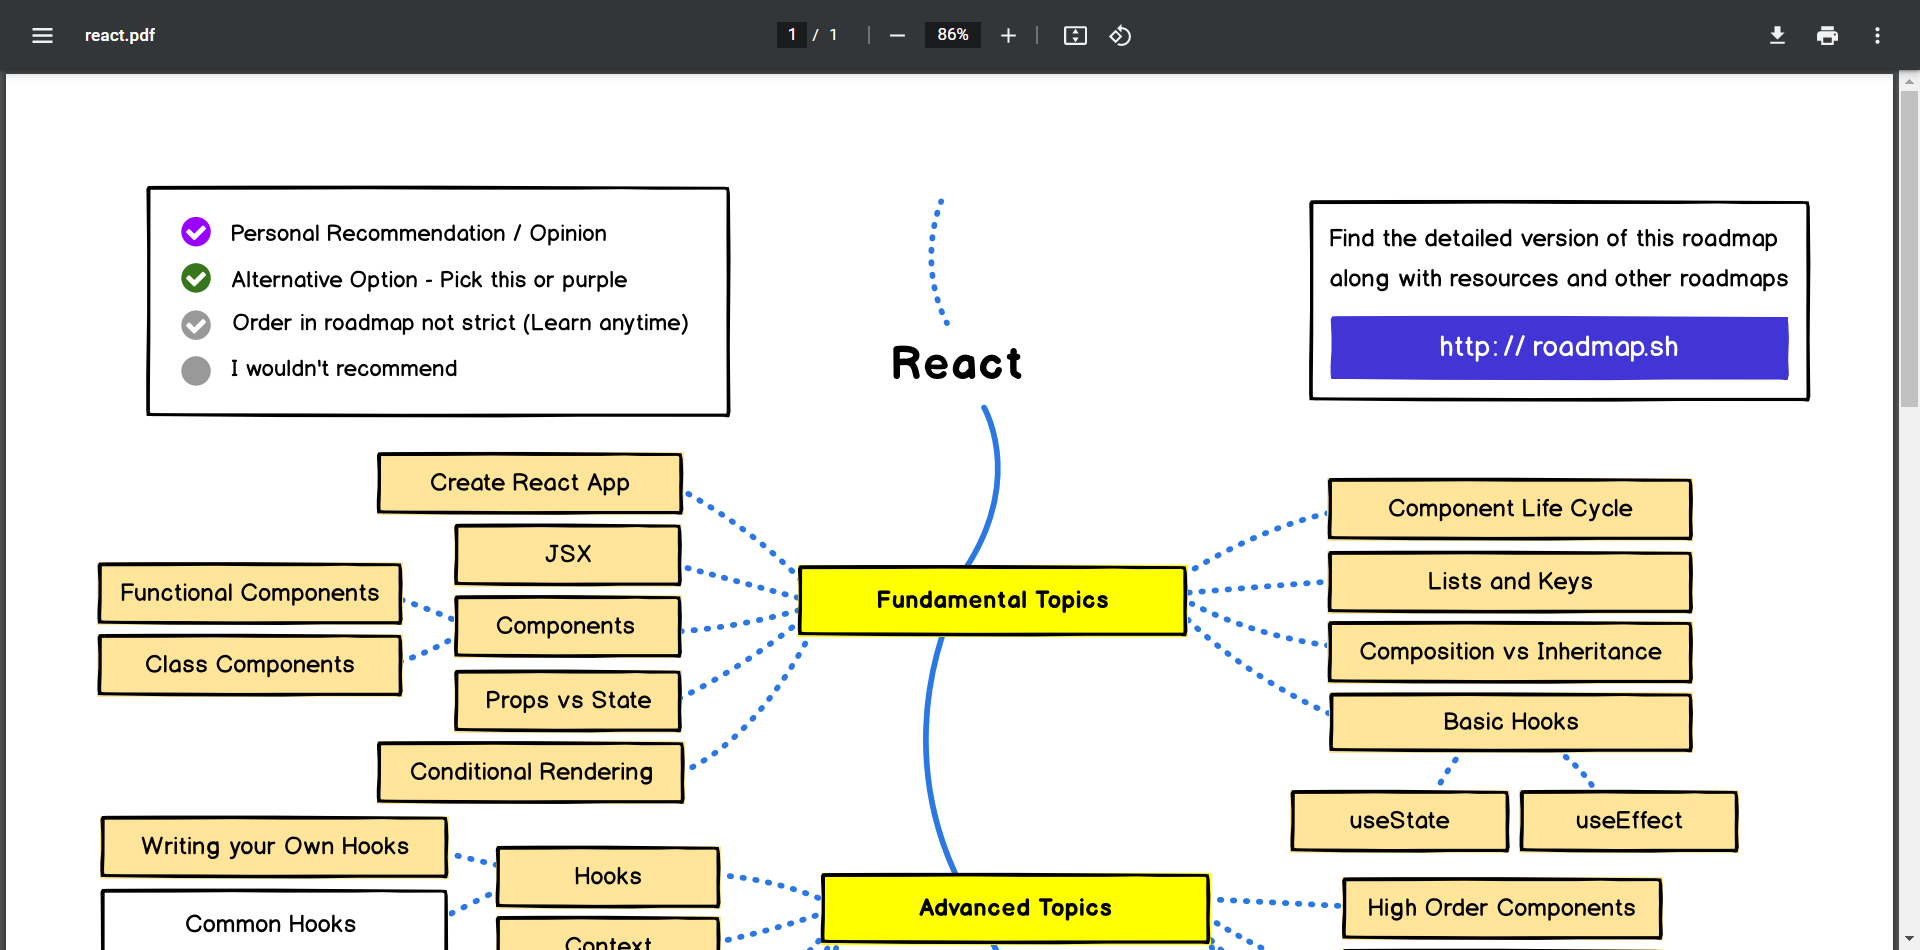 react.pdf
1 / 1
86%
Personal Recommendation / Opinion
Alternative Option - Pick this or purple
Order in roadmap not strict (Learn anytime)
I wouldn't recommend
React
Find the detailed version of this roadmap
along with resources and other roadmaps
http://roadmap.sh
Create React App
JSX
Functional Components
Components
Class Components
Props vs State
Conditional Rendering
Fundamental Topics
Component Life Cycle
Lists and Keys
Composition vs Inheritance
Basic Hooks
useState
useEffect
Writing your Own Hooks
Hooks
Common Hooks
Context
Advanced Topics
High Order Components